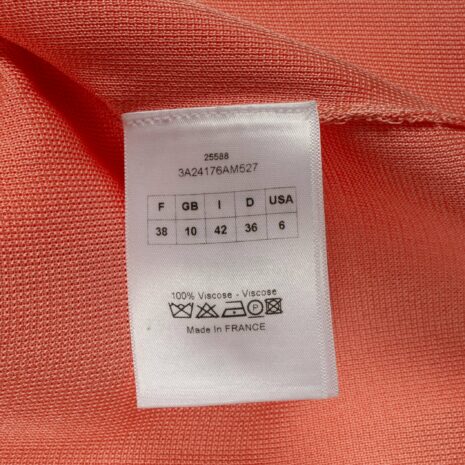 25588
3A24176AM527
F GB I D USA
38 10 42 36 6
100% Viscose - Viscose
P
Made In FRANCE